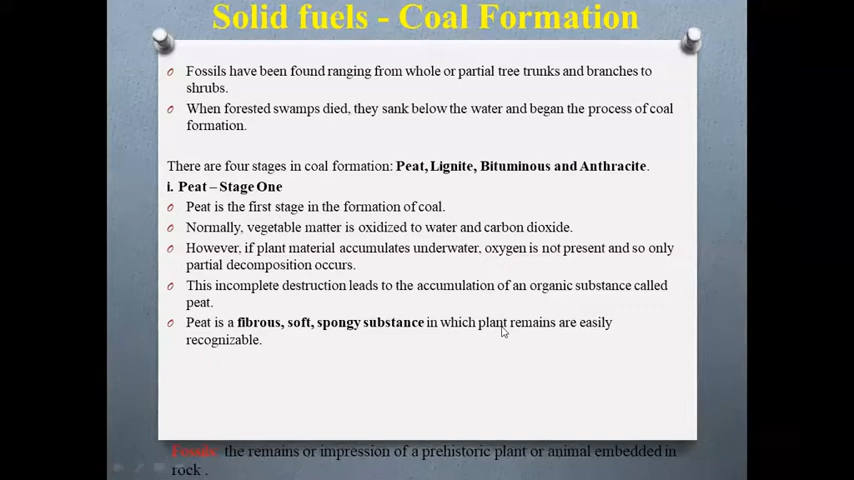 Solid fuels - Coal Formation
Fossils have been found ranging from whole or partial tree trunks and branches to
shrubs.
When forested swamps died, they sank below the water and began the process of coal
formation.
There are four stages in coal formation: Peat, Lignite, Bituminous and Anthracite.
i. Peat – Stage One
Peat is the first stage in the formation of coal.
Normally, vegetable matter is oxidized to water and carbon dioxide.
However, if plant material accumulates underwater, oxygen is not present and so only
partial decomposition occurs.
This incomplete destruction leads to the accumulation of an organic substance called
peat.
Peat is a fibrous, soft, spongy substance in which plant remains are easily
recognizable.
Fossils: the remains or impression of a prehistoric plant or animal embedded in
rock .